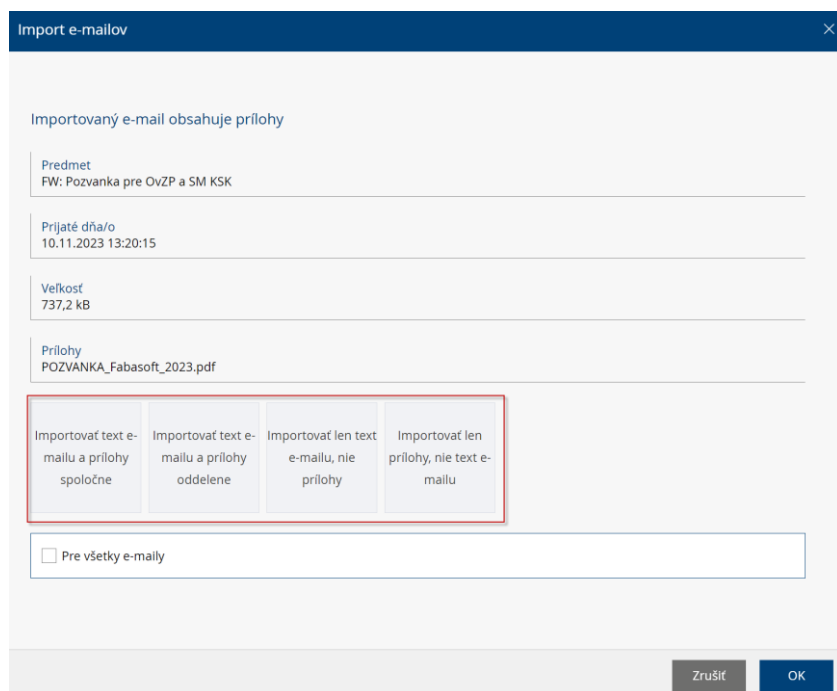 Import e-mailov
Importovaný e-mail obsahuje prílohy
Predmet
FW: Pozvanka pre OvZP a SM KSK
Prijaté dňa/o
10.11.2023 13:20:15
Veľkosť
737,2 kB
Prílohy
POZVANKA_Fabasoft_2023.pdf
Importovať text e-
mailu a prílohy
spoločne
Importovať text e-
mailu a prílohy
oddelene
Importovať len text
e-mailu, nie
prílohy
Importovať len
prílohy, nie text e-
mailu
Pre všetky e-maily
Zrušiť
OK